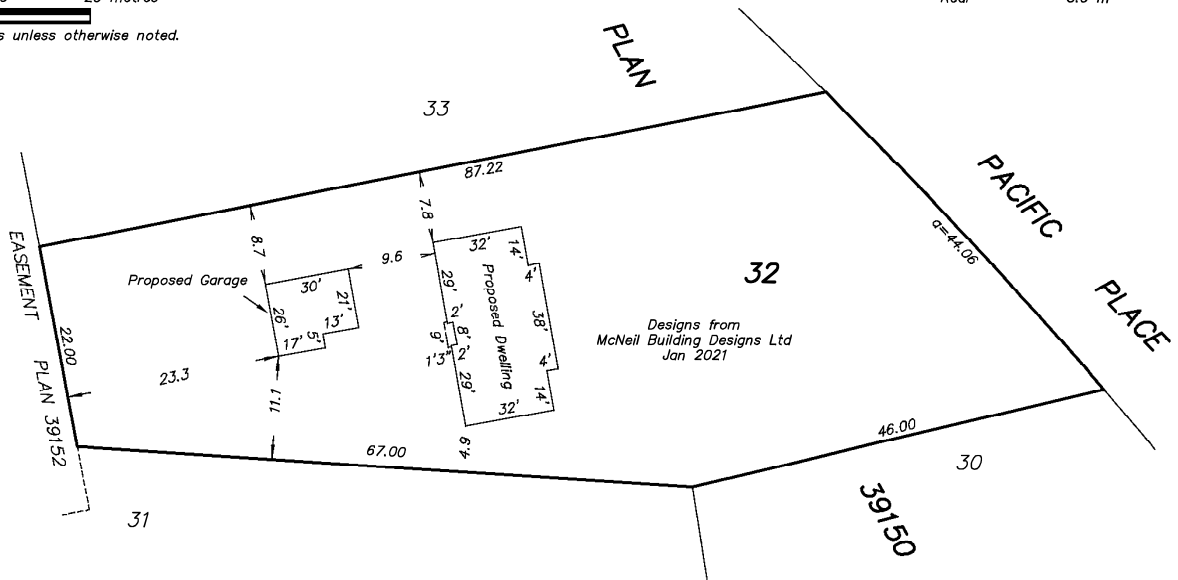 s unless otherwise noted.
PLAN
33
87.22
PACIFIC
PLACE
a=44.06
EASEMENT
PLAN 39152
22.00
8.7
7.8
9.6
Proposed Garage
30'
26'
21'
13'
5'
17'
23.3
11.1
32'
14'
4'
29'
2'
8'
9'
1'3"
2'
29'
38'
4'
14'
32'
Proposed Dwelling
4.9
32
Designs from
McNeil Building Designs Ltd
Jan 2021
67.00
46.00
31
30
39150